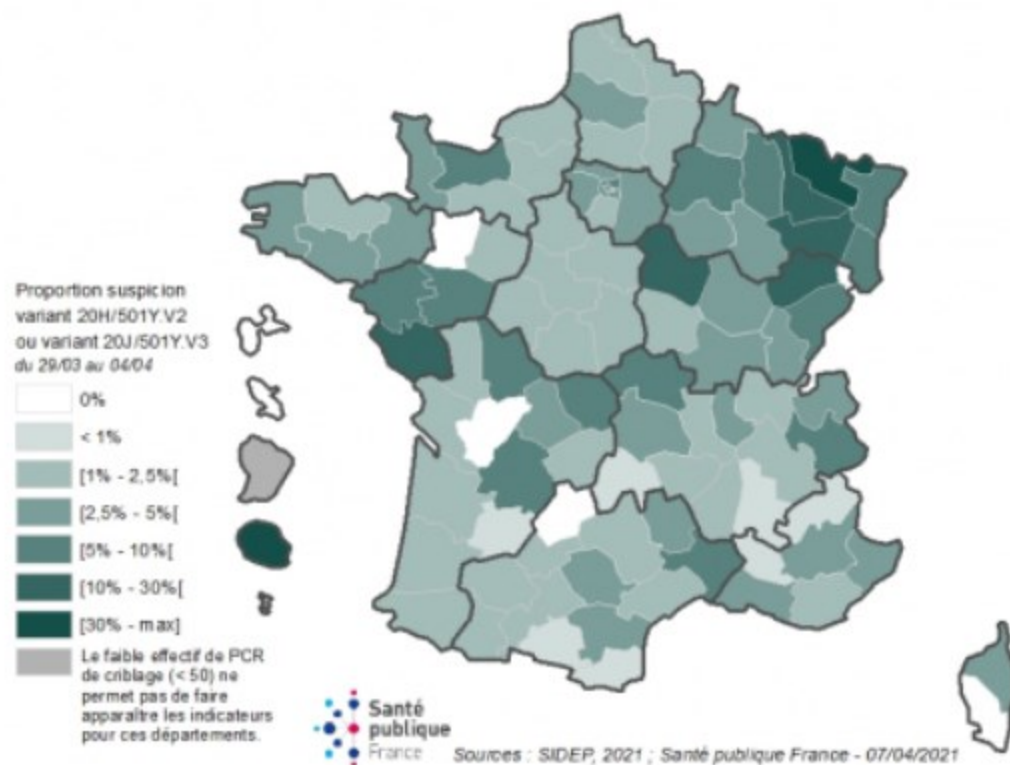 Proportion suspicion
variant 20H/501Y.V2
ou variant 20J/501Y.V3
du 29/03 au 04/04
0%
< 1%
[1% - 2,5%[
[2,5% - 5%[
[5% - 10%[
[10% - 30%[
[30% - max]
Le faible effectif de PCR
de criblage (< 50) ne
permet pas de faire
apparaître les indicateurs
pour ces départements.
Santé
publique
France
Sources : SIDEP, 2021 ; Santé publique France - 07/04/2021